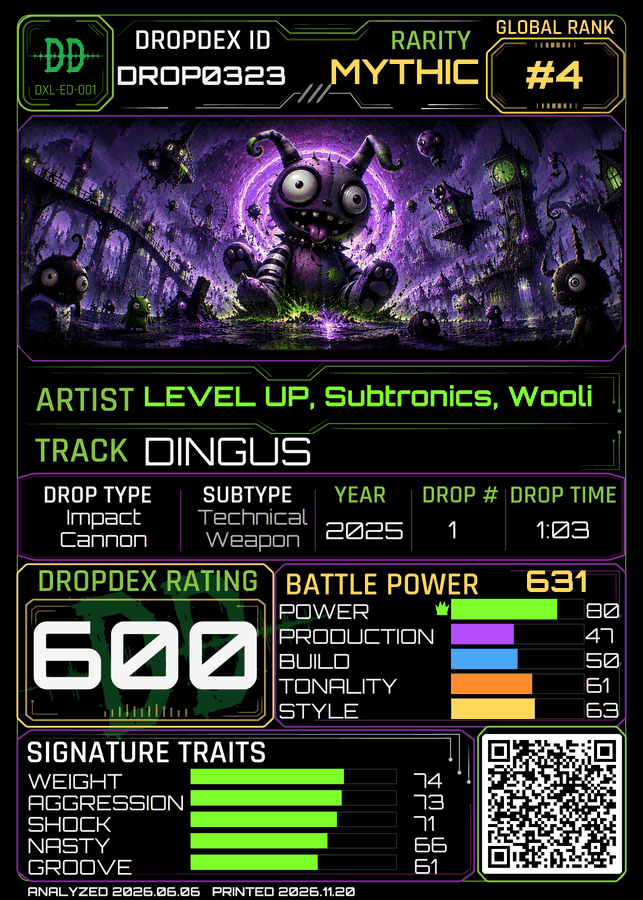 DD
DXL-ED-001
DROPDEX ID
DROP0323
RARITY
MYTHIC
GLOBAL RANK
#4
ARTIST LEVEL UP, Subtronics, Wooli
TRACK DINGUS
DROP TYPE
Impact
Cannon
SUBTYPE
Technical
Weapon
YEAR
2025
DROP #
1
DROP TIME
1:03
DROPDEX RATING
600
BATTLE POWER 631
POWER 80
PRODUCTION 47
BUILD 50
TONALITY 61
STYLE 63
SIGNATURE TRAITS
WEIGHT 74
AGGRESSION 73
SHOCK 71
NASTY 66
GROOVE 61
ANALYZED 2026.06.06 PRINTED 2026.11.20